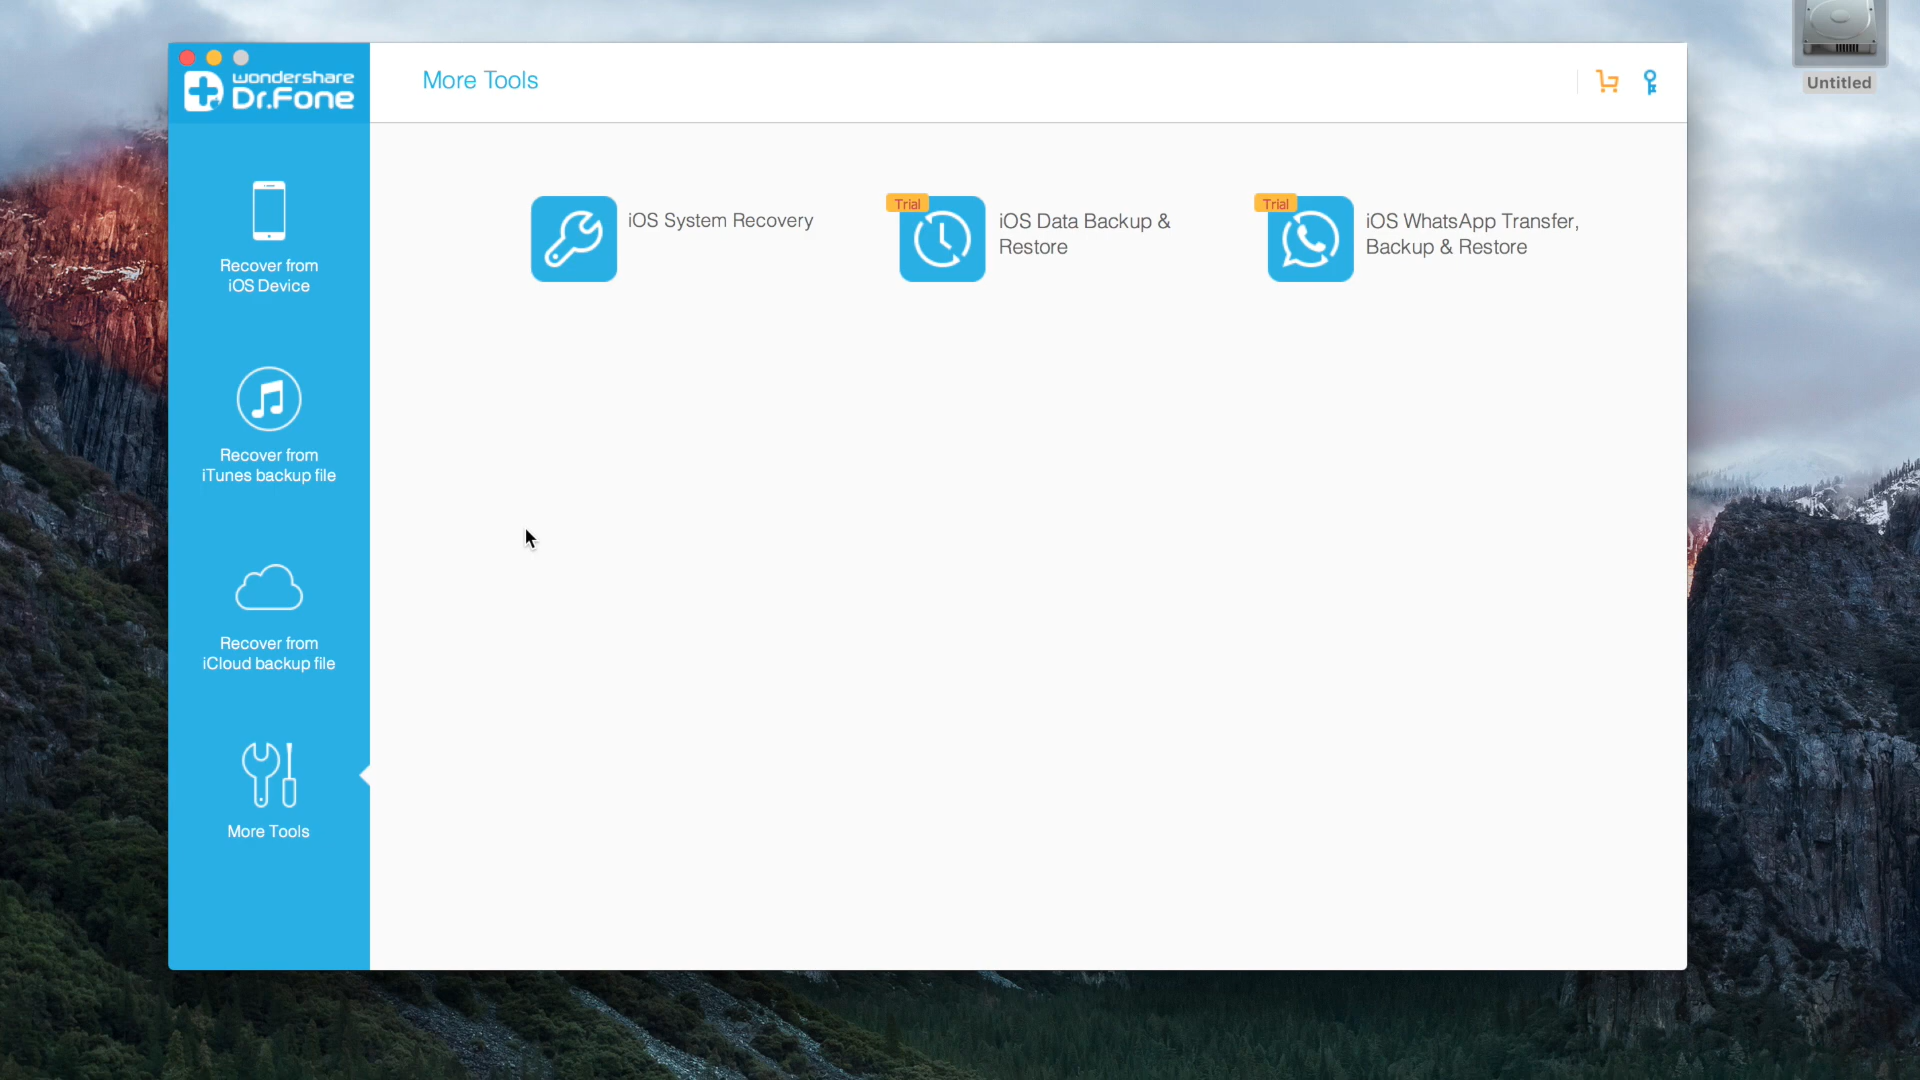 wondershare
Dr.Fone
More Tools
Untitled
Recover from
iOS Device
Recover from
iTunes backup file
Recover from
iCloud backup file
More Tools
iOS System Recovery
Trial
iOS Data Backup &
Restore
Trial
iOS WhatsApp Transfer,
Backup & Restore